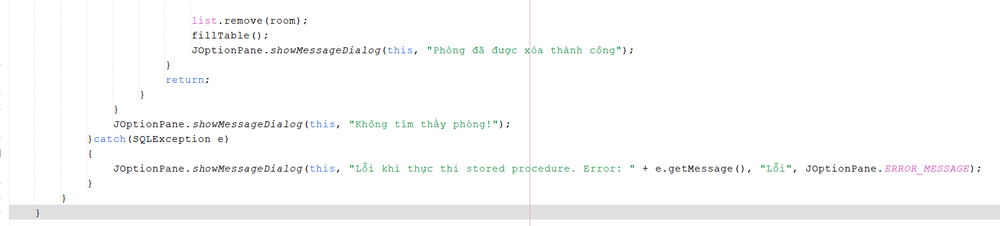 list.remove(room);
fillTable();
JOptionPane.showMessageDialog(this, "Phòng đã được xóa thành công");
}
return;
}
}
JOptionPane.showMessageDialog(this, "Không tìm thấy phòng!");
}catch(SQLException e)
{
JOptionPane.showMessageDialog(this, "Lỗi khi thực thi stored procedure. Error: " + e.getMessage(), "Lỗi", JOptionPane.ERROR_MESSAGE);
}
}
}